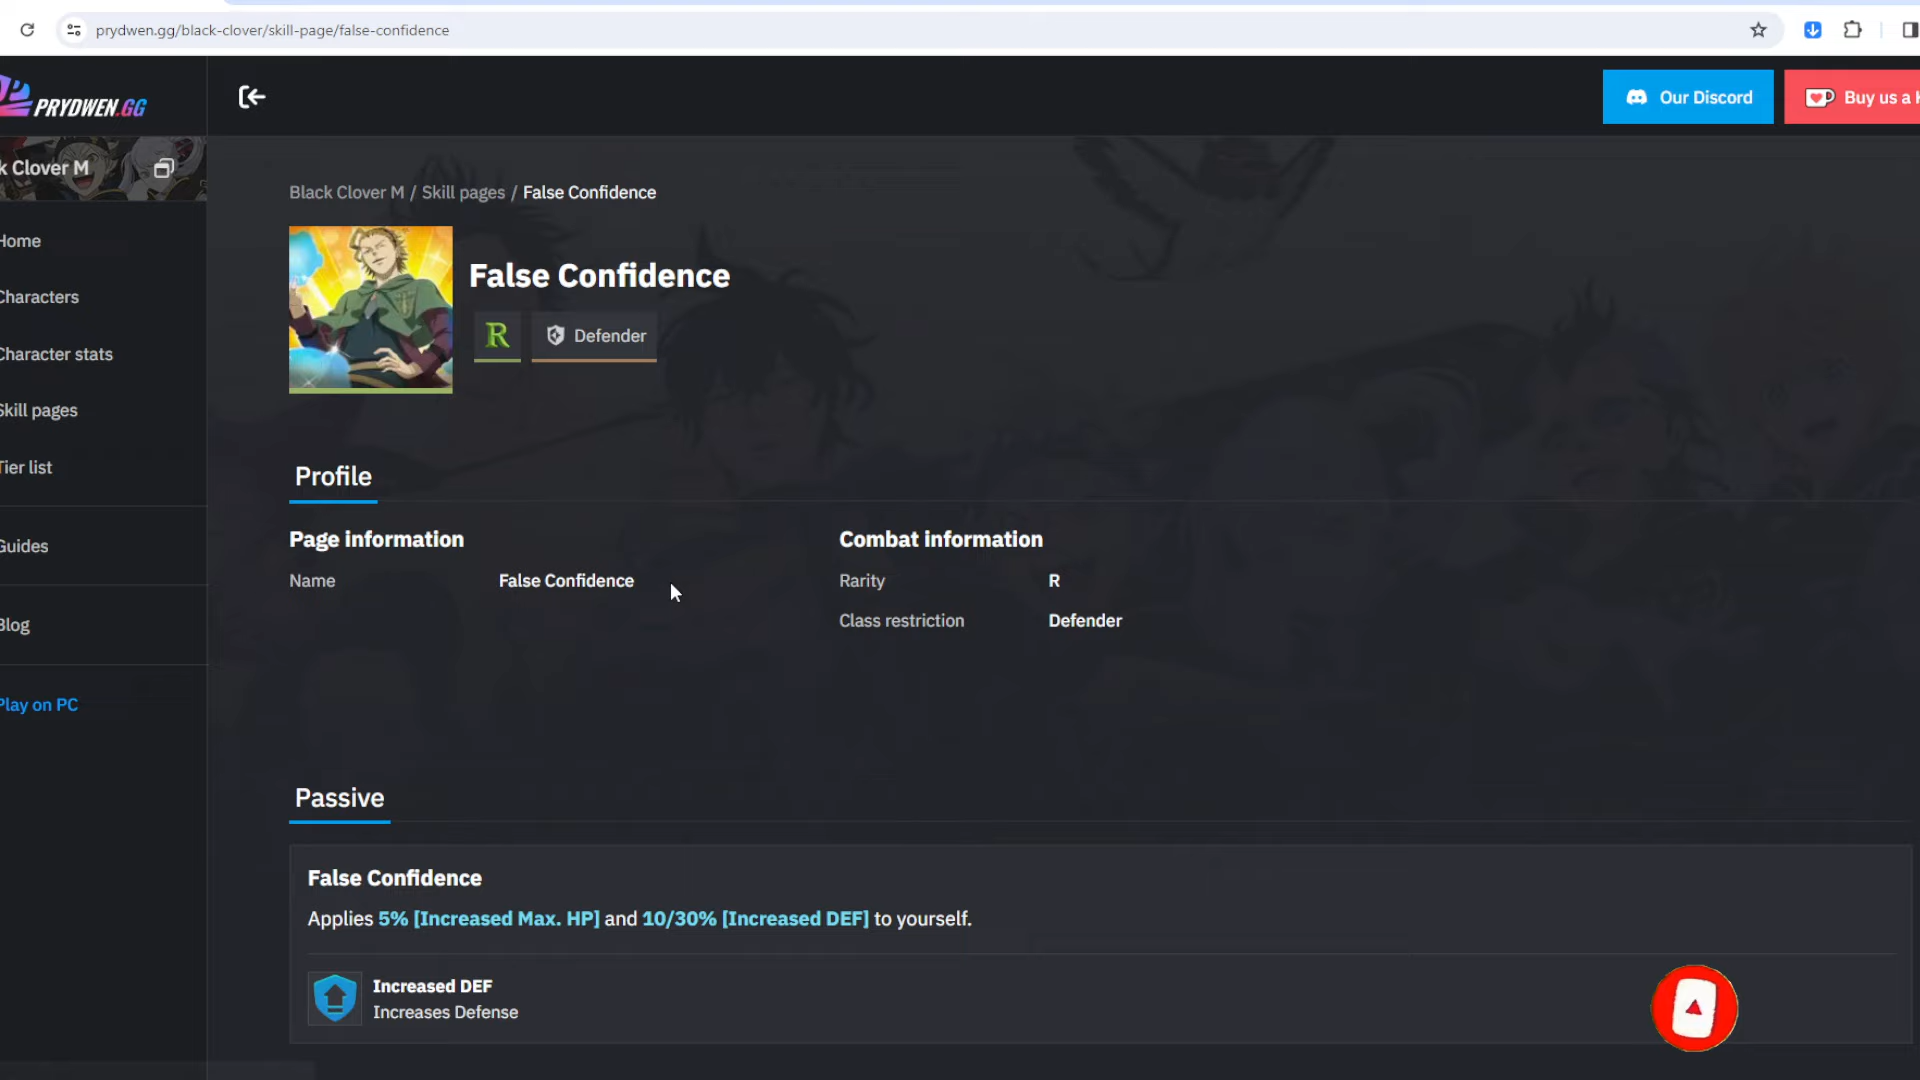 prydwen.gg/black-clover/skill-page/false-confidence
PRYDWEN.GG
Our Discord
Buy us a
k Clover M
Home
Characters
Character stats
Skill pages
Tier list
Guides
Blog
Play on PC
Black Clover M / Skill pages / False Confidence
False Confidence
R
Defender
Profile
Page information
Name False Confidence
Combat information
Rarity R
Class restriction Defender
Passive
False Confidence
Applies 5% [Increased Max. HP] and 10/30% [Increased DEF] to yourself.
Increased DEF
Increases Defense